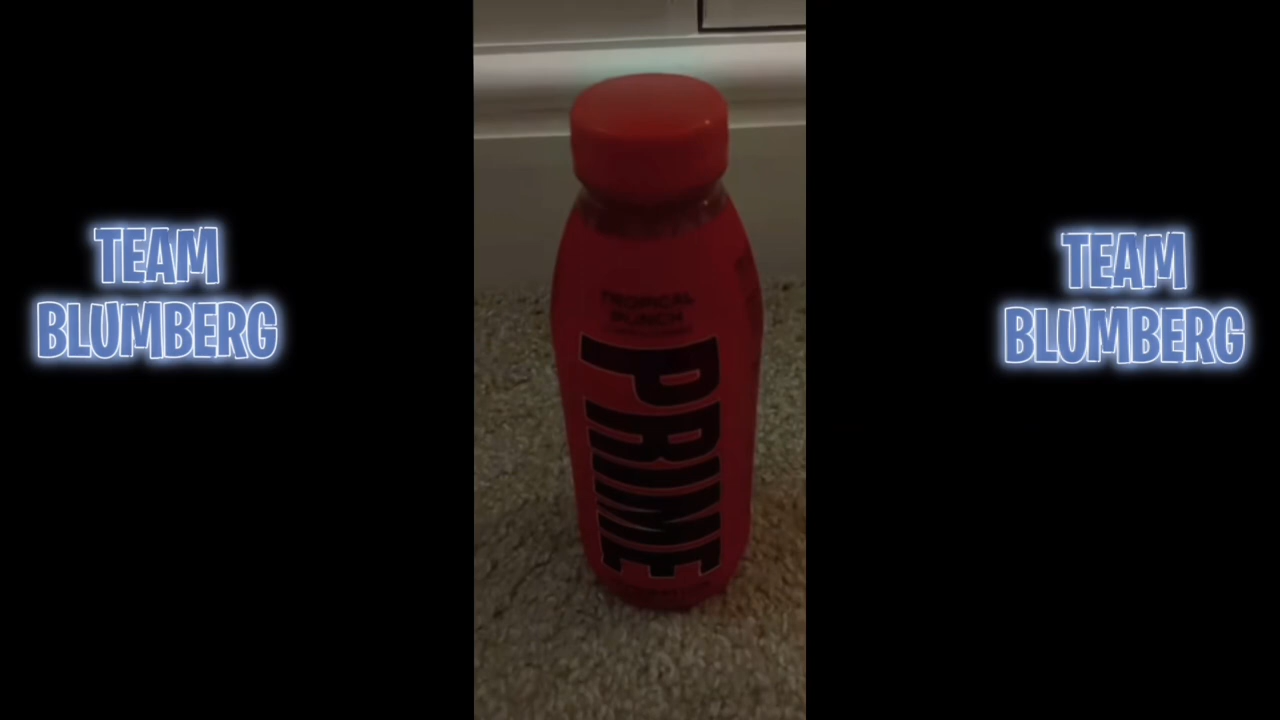 TEAM
BLUMBERG
TROPICAL
PUNCH
PRIME
TEAM
BLUMBERG